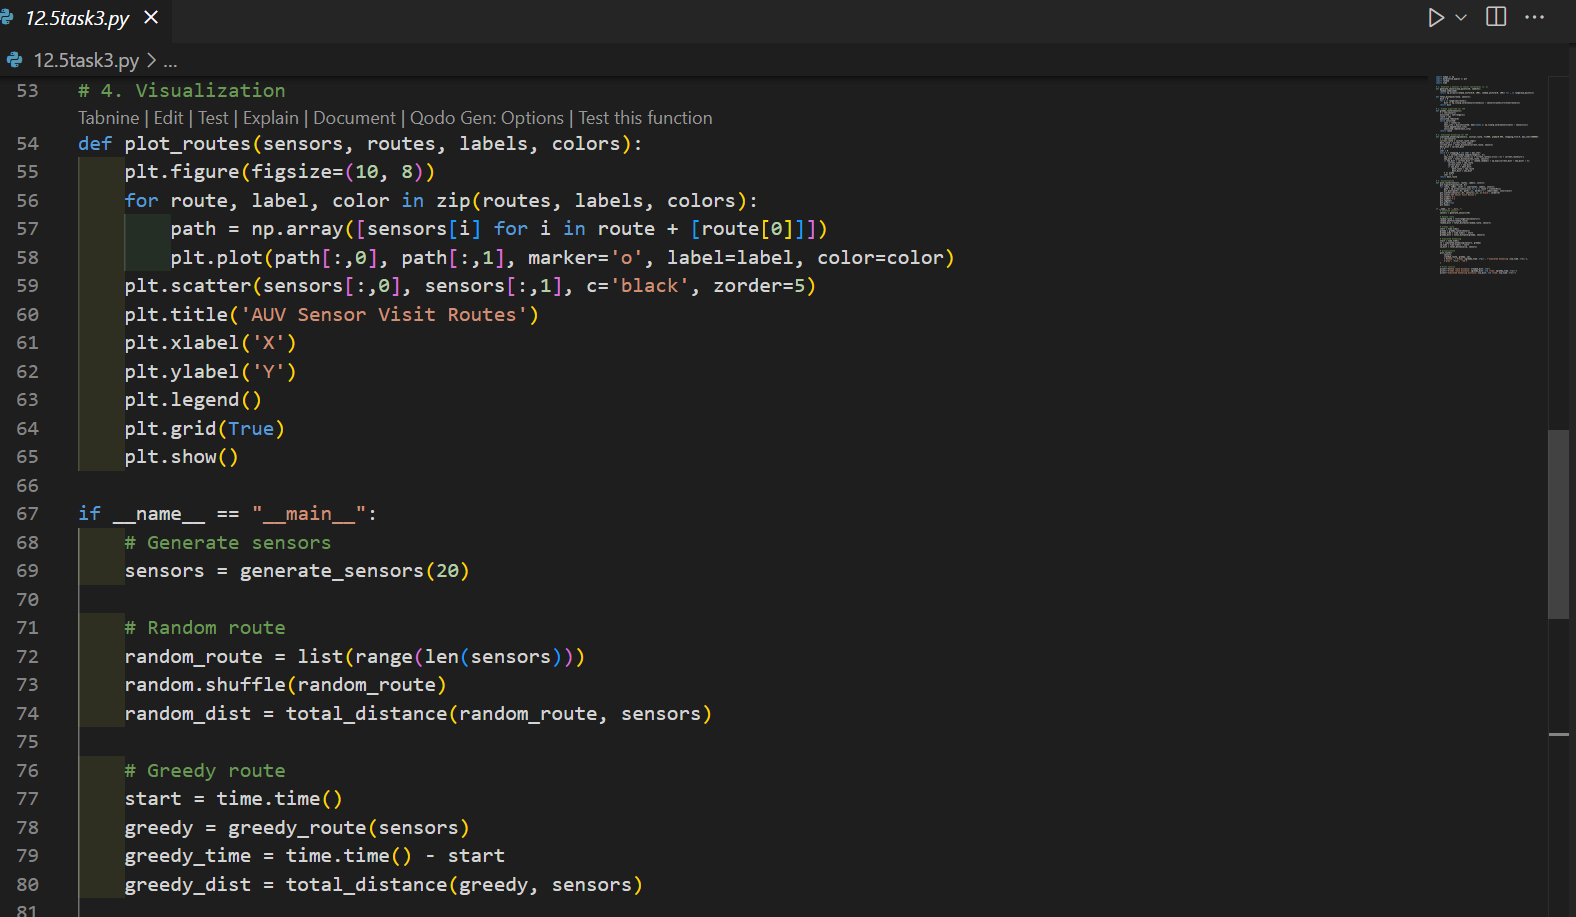 12.5task3.py
12.5task3.py > ...
53 # 4. Visualization
Tabnine | Edit | Test | Explain | Document | Qodo Gen: Options | Test this function
54 def plot_routes(sensors, routes, labels, colors):
55     plt.figure(figsize=(10, 8))
56     for route, label, color in zip(routes, labels, colors):
57         path = np.array([sensors[i] for i in route + [route[0]]])
58         plt.plot(path[:,0], path[:,1], marker='o', label=label, color=color)
59     plt.scatter(sensors[:,0], sensors[:,1], c='black', zorder=5)
60     plt.title('AUV Sensor Visit Routes')
61     plt.xlabel('X')
62     plt.ylabel('Y')
63     plt.legend()
64     plt.grid(True)
65     plt.show()
66
67 if __name__ == "__main__":
68     # Generate sensors
69     sensors = generate_sensors(20)
70
71     # Random route
72     random_route = list(range(len(sensors)))
73     random.shuffle(random_route)
74     random_dist = total_distance(random_route, sensors)
75
76     # Greedy route
77     start = time.time()
78     greedy = greedy_route(sensors)
79     greedy_time = time.time() - start
80     greedy_dist = total_distance(greedy, sensors)
81